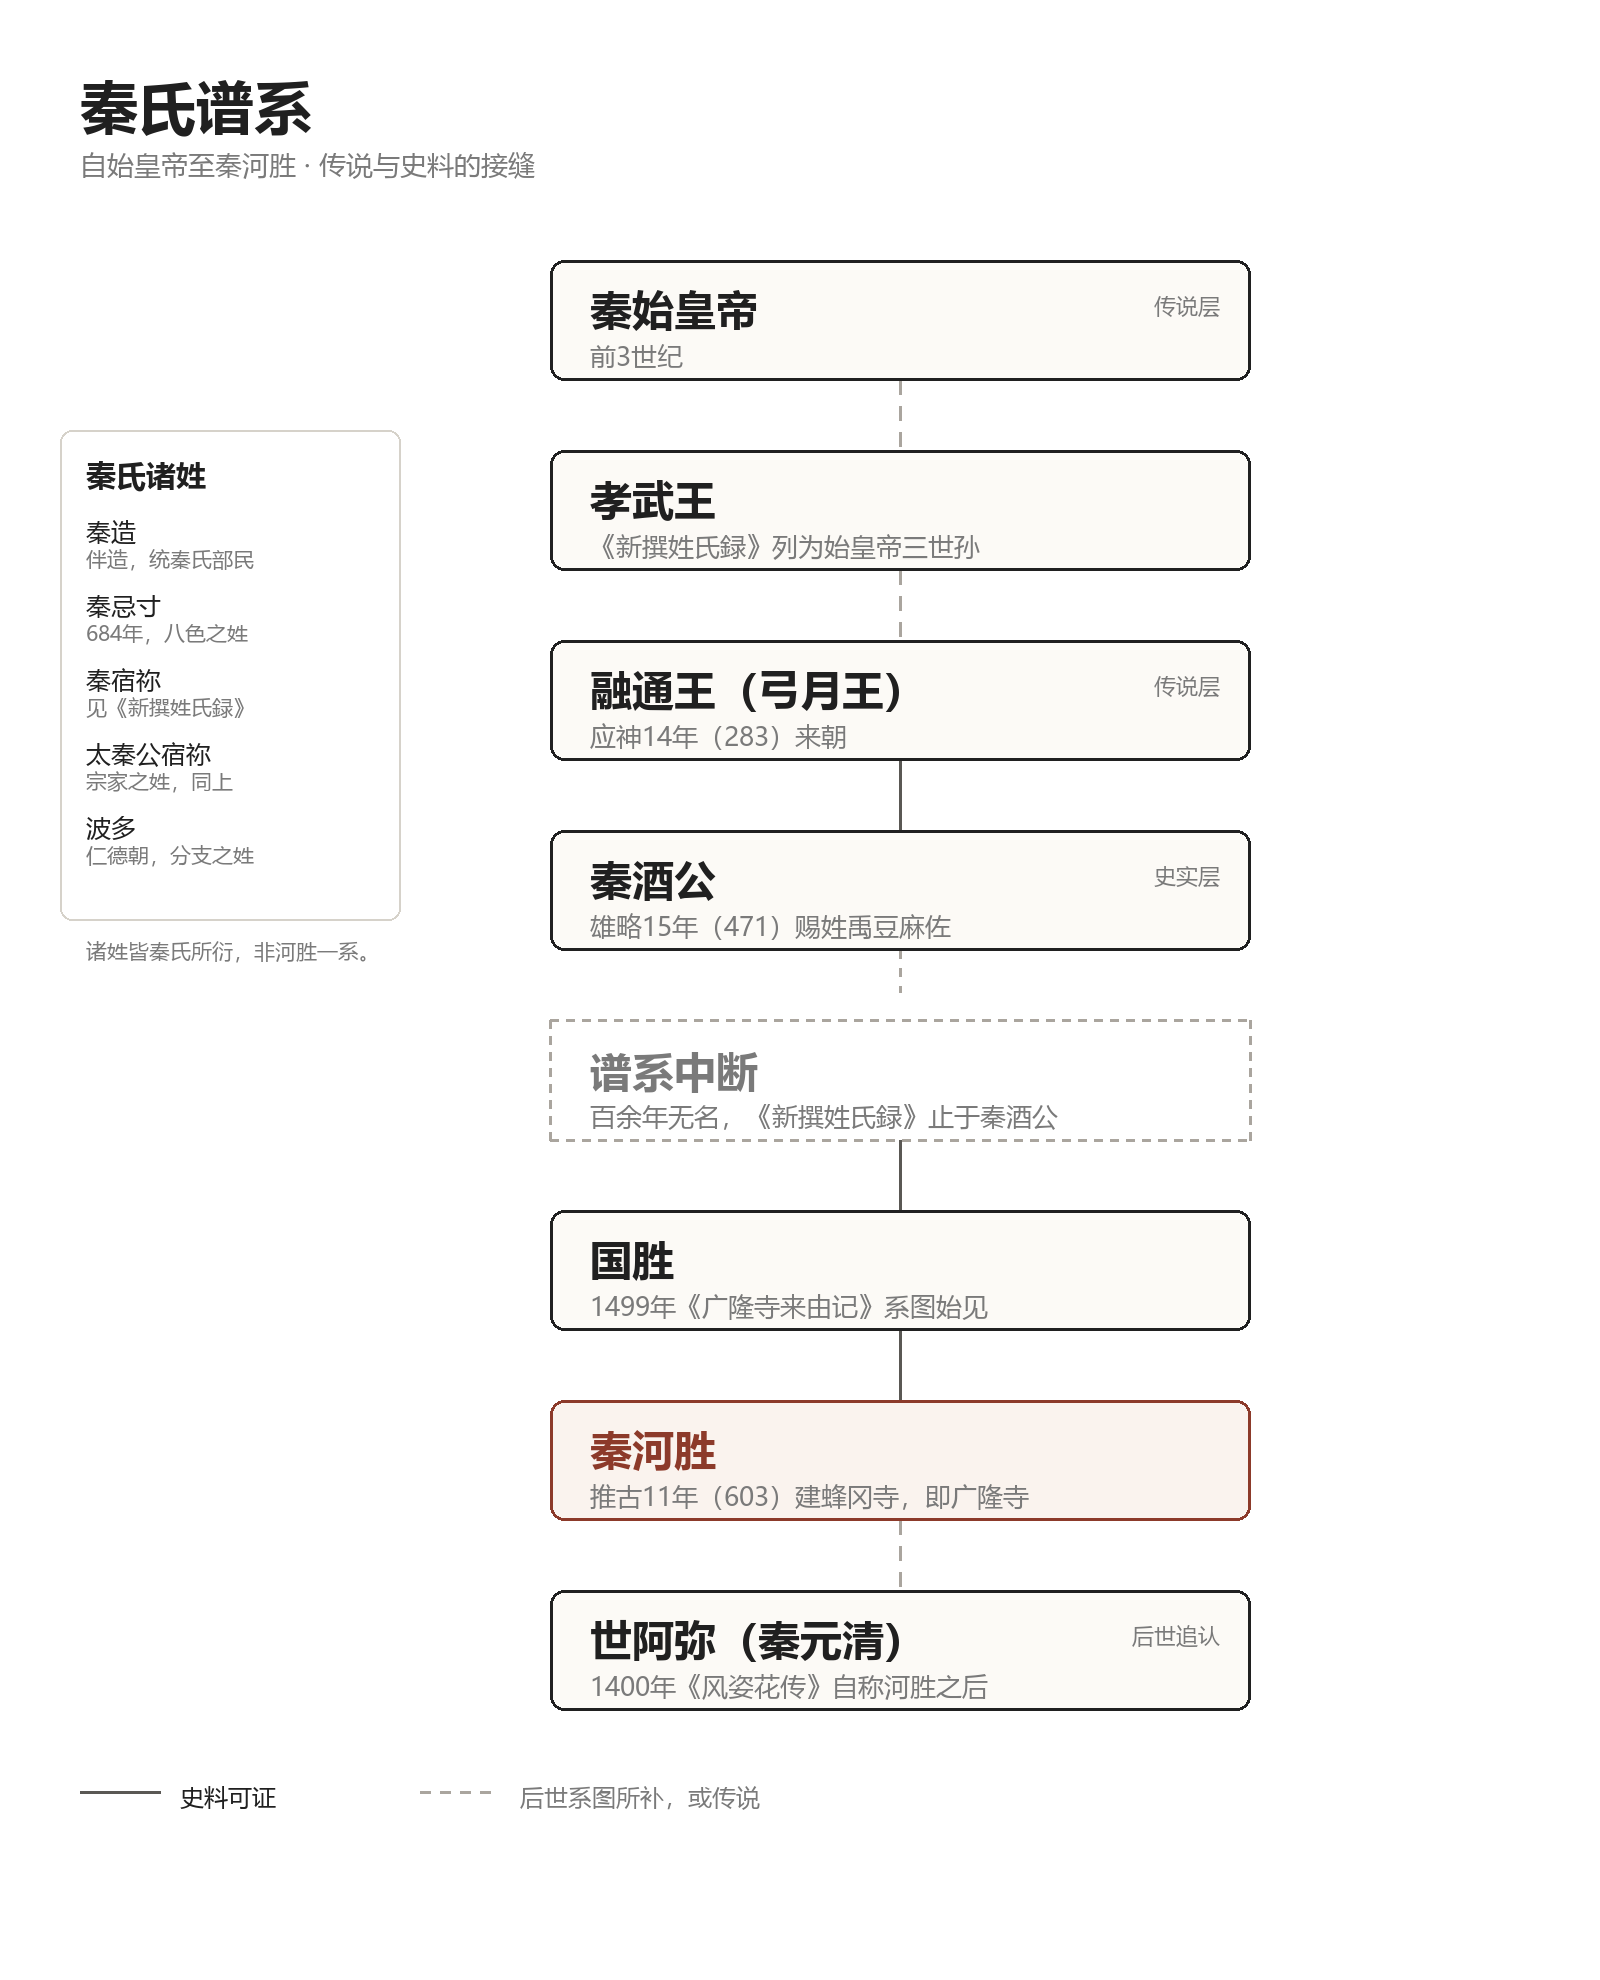 秦氏谱系
自始皇帝至秦河胜 · 传说与史料的接缝
秦始皇帝
传说层
前3世纪
孝武王
《新撰姓氏録》列为始皇帝三世孙
融通王（弓月王）
传说层
应神14年（283）来朝
秦酒公
史实层
雄略15年（471）赐姓禹豆麻佐
谱系中断
百余年无名，《新撰姓氏録》止于秦酒公
国胜
1499年《广隆寺来由记》系图始见
秦河胜
推古11年（603）建蜂冈寺，即广隆寺
世阿弥（秦元清）
后世追认
1400年《风姿花传》自称河胜之后
秦氏诸姓
秦造
伴造，统秦氏部民
秦忌寸
684年，八色之姓
秦宿祢
见《新撰姓氏録》
太秦公宿祢
宗家之姓，同上
波多
仁德朝，分支之姓
诸姓皆秦氏所衍，非河胜一系。
史料可证
后世系图所补，或传说